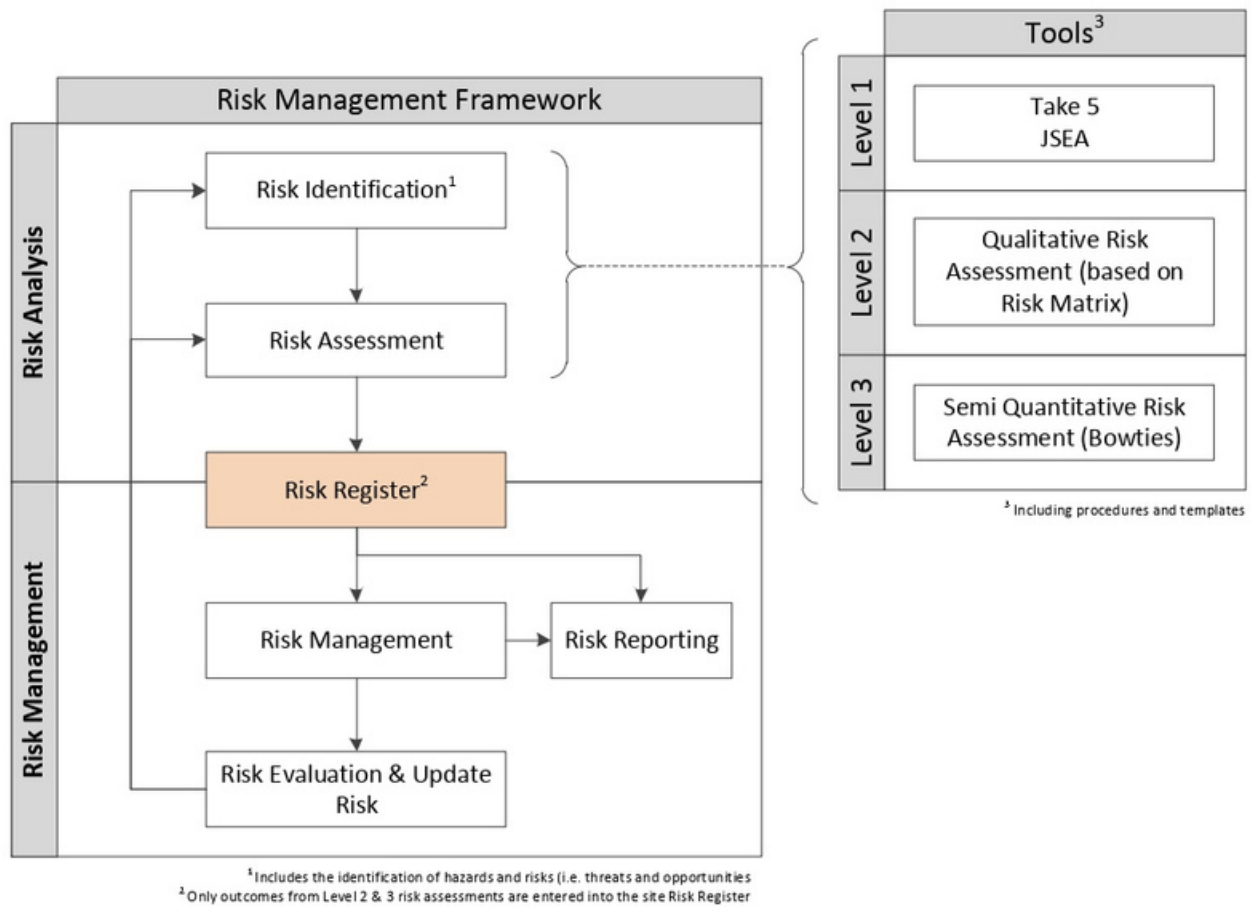 Tools³
Level 1
Take 5
JSEA
Level 2
Qualitative Risk
Assessment (based on
Risk Matrix)
Level 3
Semi Quantitative Risk
Assessment (Bowties)
³ Including procedures and templates
Risk Management Framework
Risk Analysis
Risk Identification¹
Risk Assessment
Risk Register²
Risk Management
Risk Management
Risk Reporting
Risk Evaluation & Update
Risk
¹ Includes the identification of hazards and risks (i.e. threats and opportunities
² Only outcomes from Level 2 & 3 risk assessments are entered into the site Risk Register